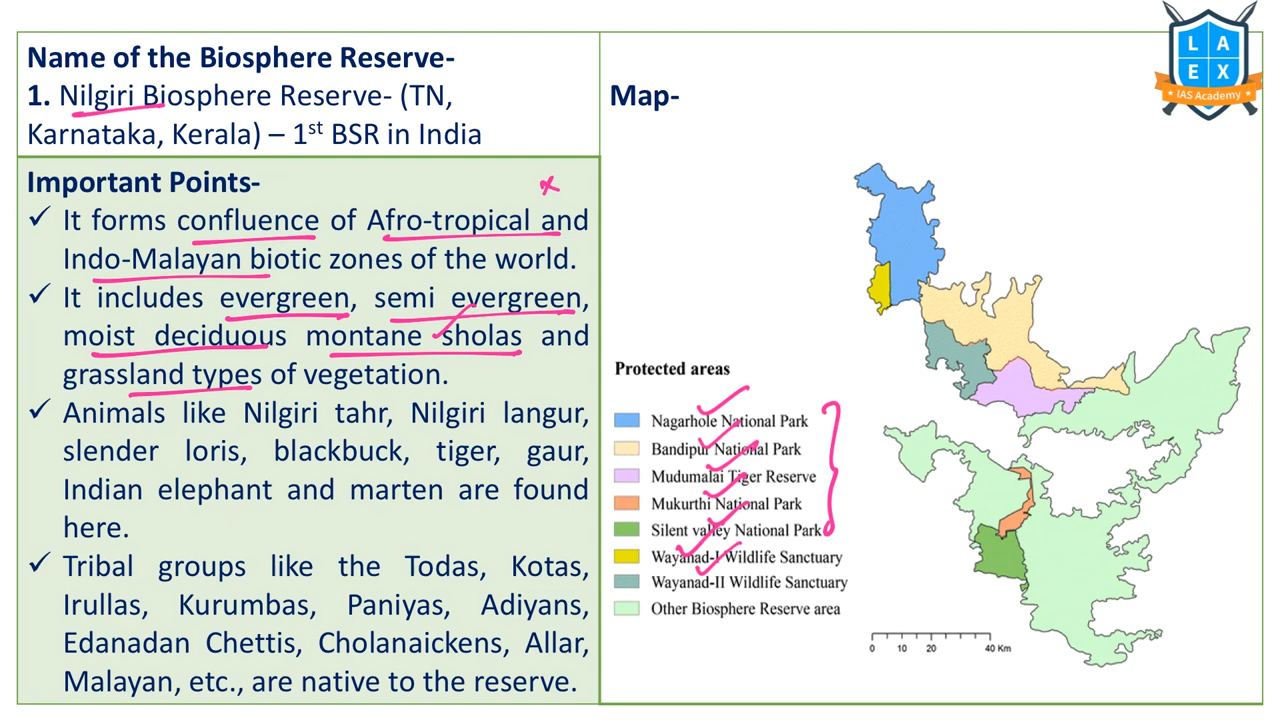 Name of the Biosphere Reserve-
1. Nilgiri Biosphere Reserve- (TN,
Karnataka, Kerala) – 1st BSR in India
Important Points-
✓ It forms confluence of Afro-tropical and
Indo-Malayan biotic zones of the world.
✓ It includes evergreen, semi evergreen,
moist deciduous montane sholas and
grassland types of vegetation.
✓ Animals like Nilgiri tahr, Nilgiri langur,
slender loris, blackbuck, tiger, gaur,
Indian elephant and marten are found
here.
✓ Tribal groups like the Todas, Kotas,
Irullas, Kurumbas, Paniyas, Adiyans,
Edanadan Chettis, Cholanaickens, Allar,
Malayan, etc., are native to the reserve.
Map-
L A
E X
IAS Academy
Protected areas
Nagarhole National Park
Bandipur National Park
Mudumalai Tiger Reserve
Mukurthi National Park
Silent valley National Park
Wayanad-I Wildlife Sanctuary
Wayanad-II Wildlife Sanctuary
Other Biosphere Reserve area
0 10 20 40 Km